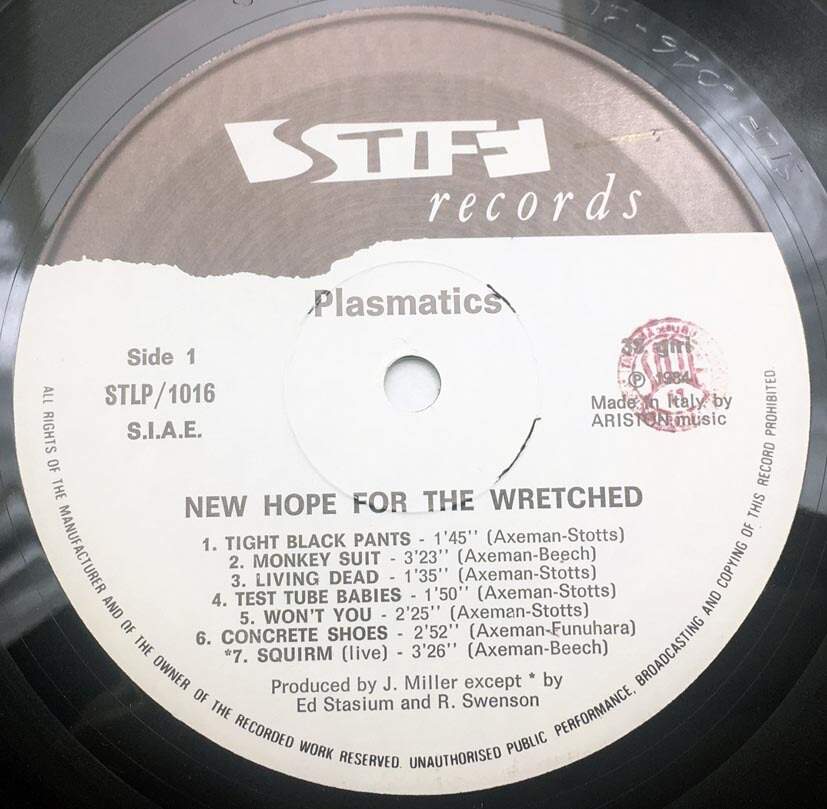 STIFF
records
Plasmatics
Side 1
STLP/1016
S.I.A.E.
33 giri
℗ 1984
Made in Italy by
ARISTON music
NEW HOPE FOR THE WRETCHED
1. TIGHT BLACK PANTS - 1'45'' (Axeman-Stotts)
2. MONKEY SUIT - 3'23'' (Axeman-Beech)
3. LIVING DEAD - 1'35'' (Axeman-Stotts)
4. TEST TUBE BABIES - 1'50'' (Axeman-Stotts)
5. WON'T YOU - 2'25'' (Axeman-Stotts)
6. CONCRETE SHOES - 2'52'' (Axeman-Funuhara)
*7. SQUIRM (live) - 3'26'' (Axeman-Beech)
Produced by J. Miller except * by
Ed Stasium and R. Swenson
ALL RIGHTS OF THE MANUFACTURER AND OF THE OWNER OF THE RECORDED WORK RESERVED. UNAUTHORISED PUBLIC PERFORMANCE, BROADCASTING AND COPYING OF THIS RECORD PROHIBITED.